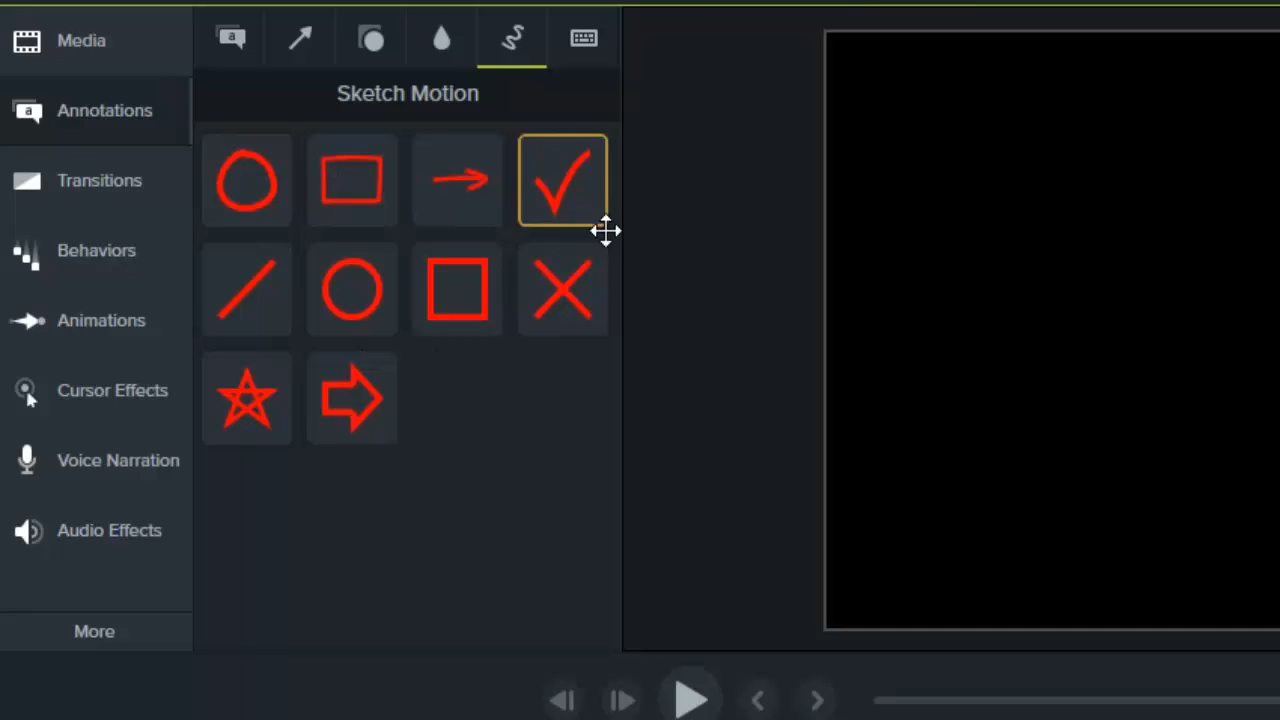 Media
Annotations
Transitions
Behaviors
Animations
Cursor Effects
Voice Narration
Audio Effects
More
a
a
Sketch Motion